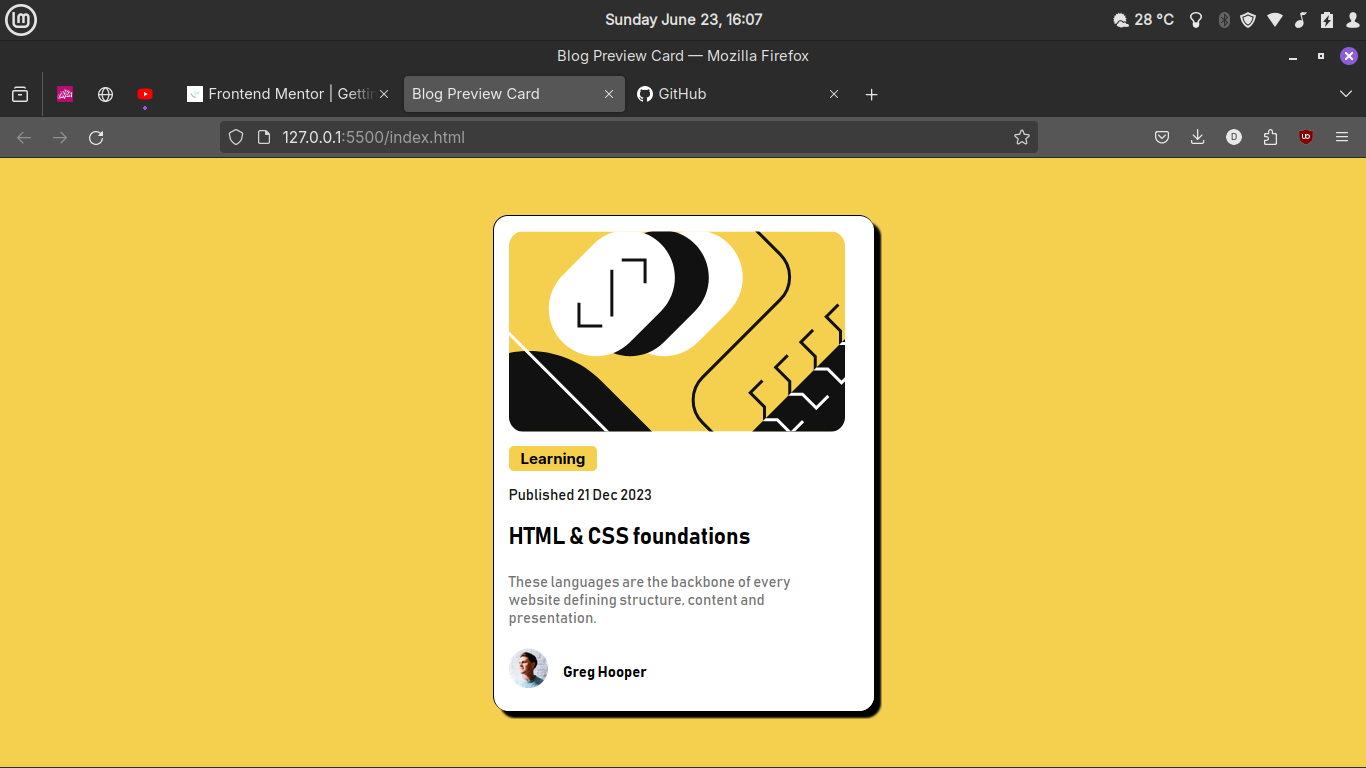 Sunday June 23, 16:07
28 °C
Blog Preview Card — Mozilla Firefox
Frontend Mentor | Gettin
Blog Preview Card
GitHub
127.0.0.1:5500/index.html
D
Learning
Published 21 Dec 2023
HTML & CSS foundations
These languages are the backbone of every
website defining structure, content and
presentation.
Greg Hooper